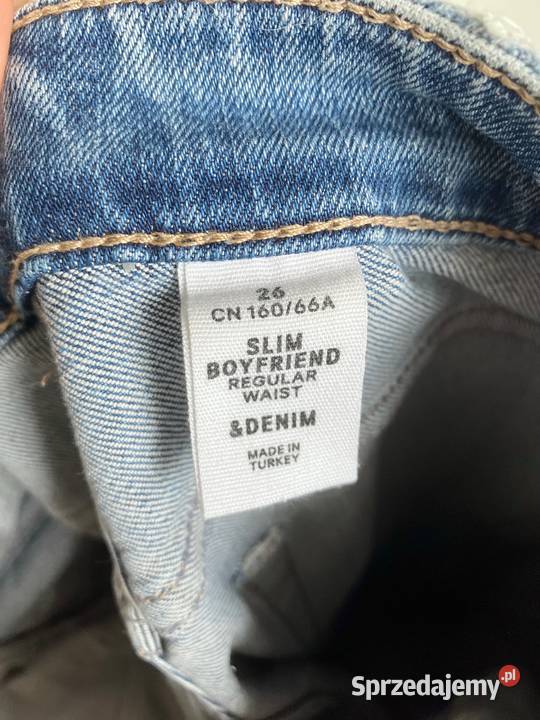 26
CN 160/66A
SLIM
BOYFRIEND
REGULAR
WAIST
&DENIM
MADE IN
TURKEY
Sprzedajemy.pl